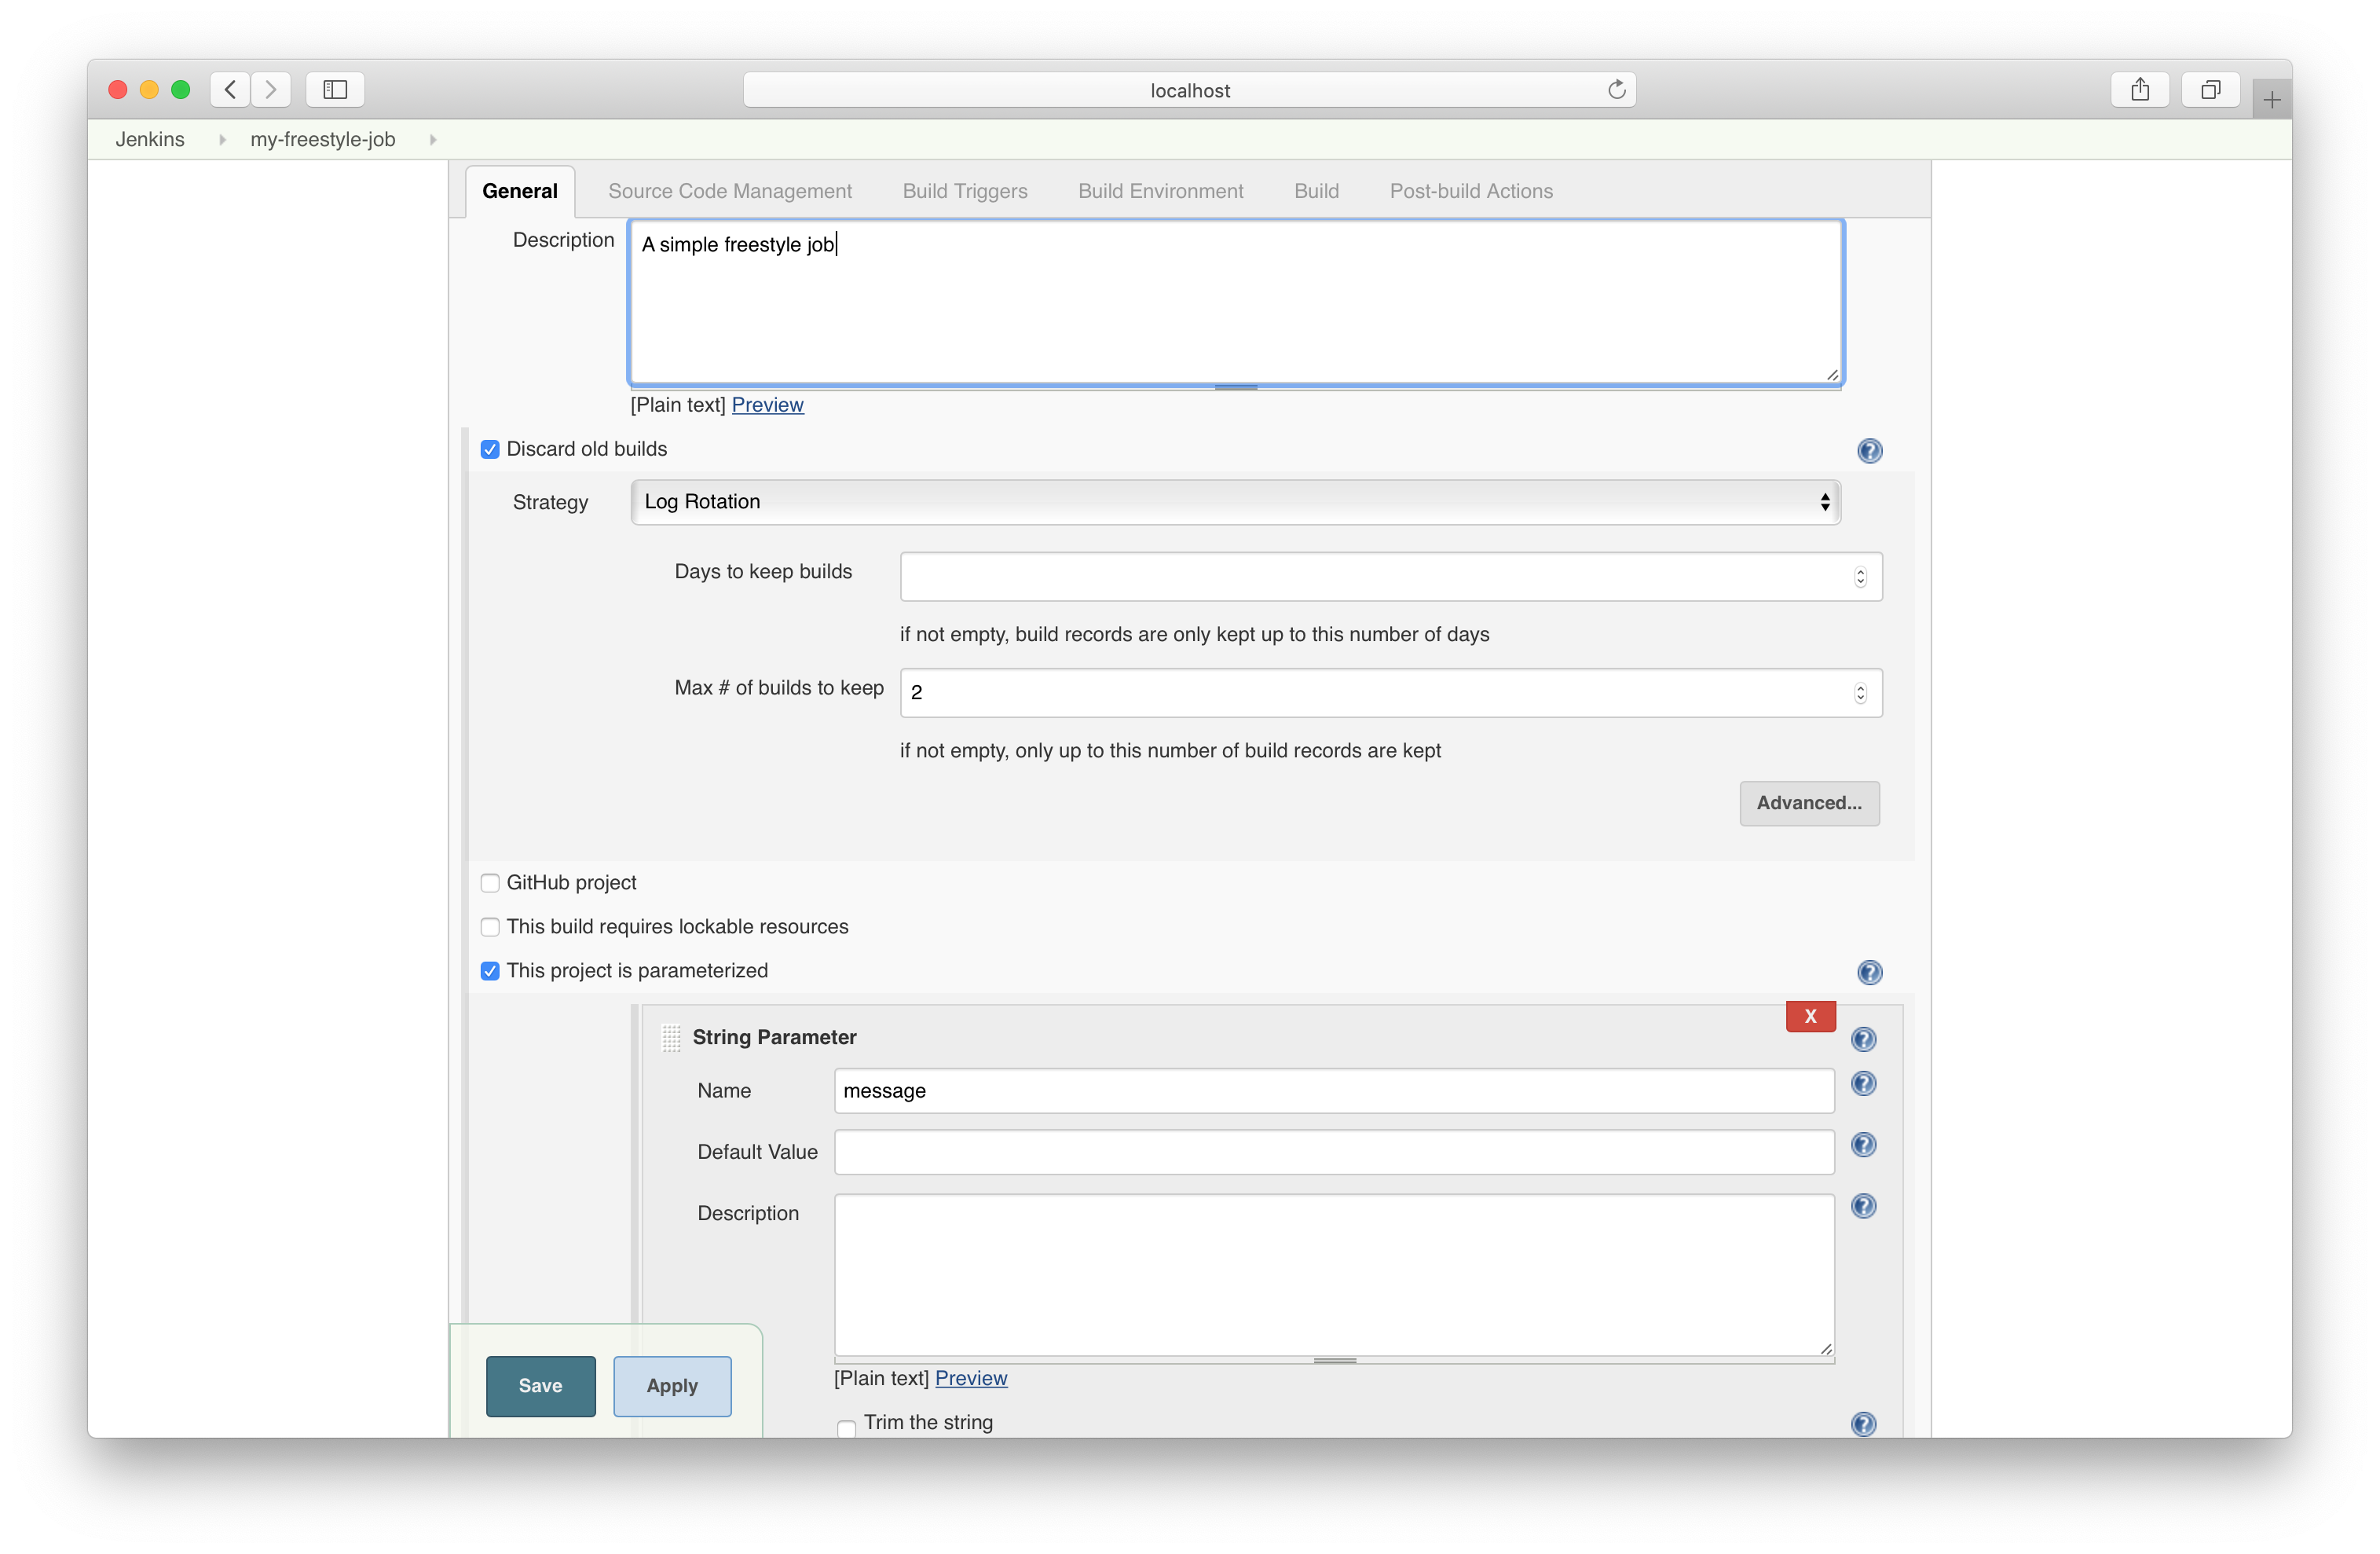 localhost
Jenkins my-freestyle-job
General Source Code Management Build Triggers Build Environment Build Post-build Actions
Description A simple freestyle job
[Plain text] Preview
Discard old builds
Strategy Log Rotation
Days to keep builds
if not empty, build records are only kept up to this number of days
Max # of builds to keep 2
if not empty, only up to this number of build records are kept
Advanced...
GitHub project
This build requires lockable resources
This project is parameterized
X
String Parameter
Name message
Default Value
Description
[Plain text] Preview
Save Apply
Trim the string